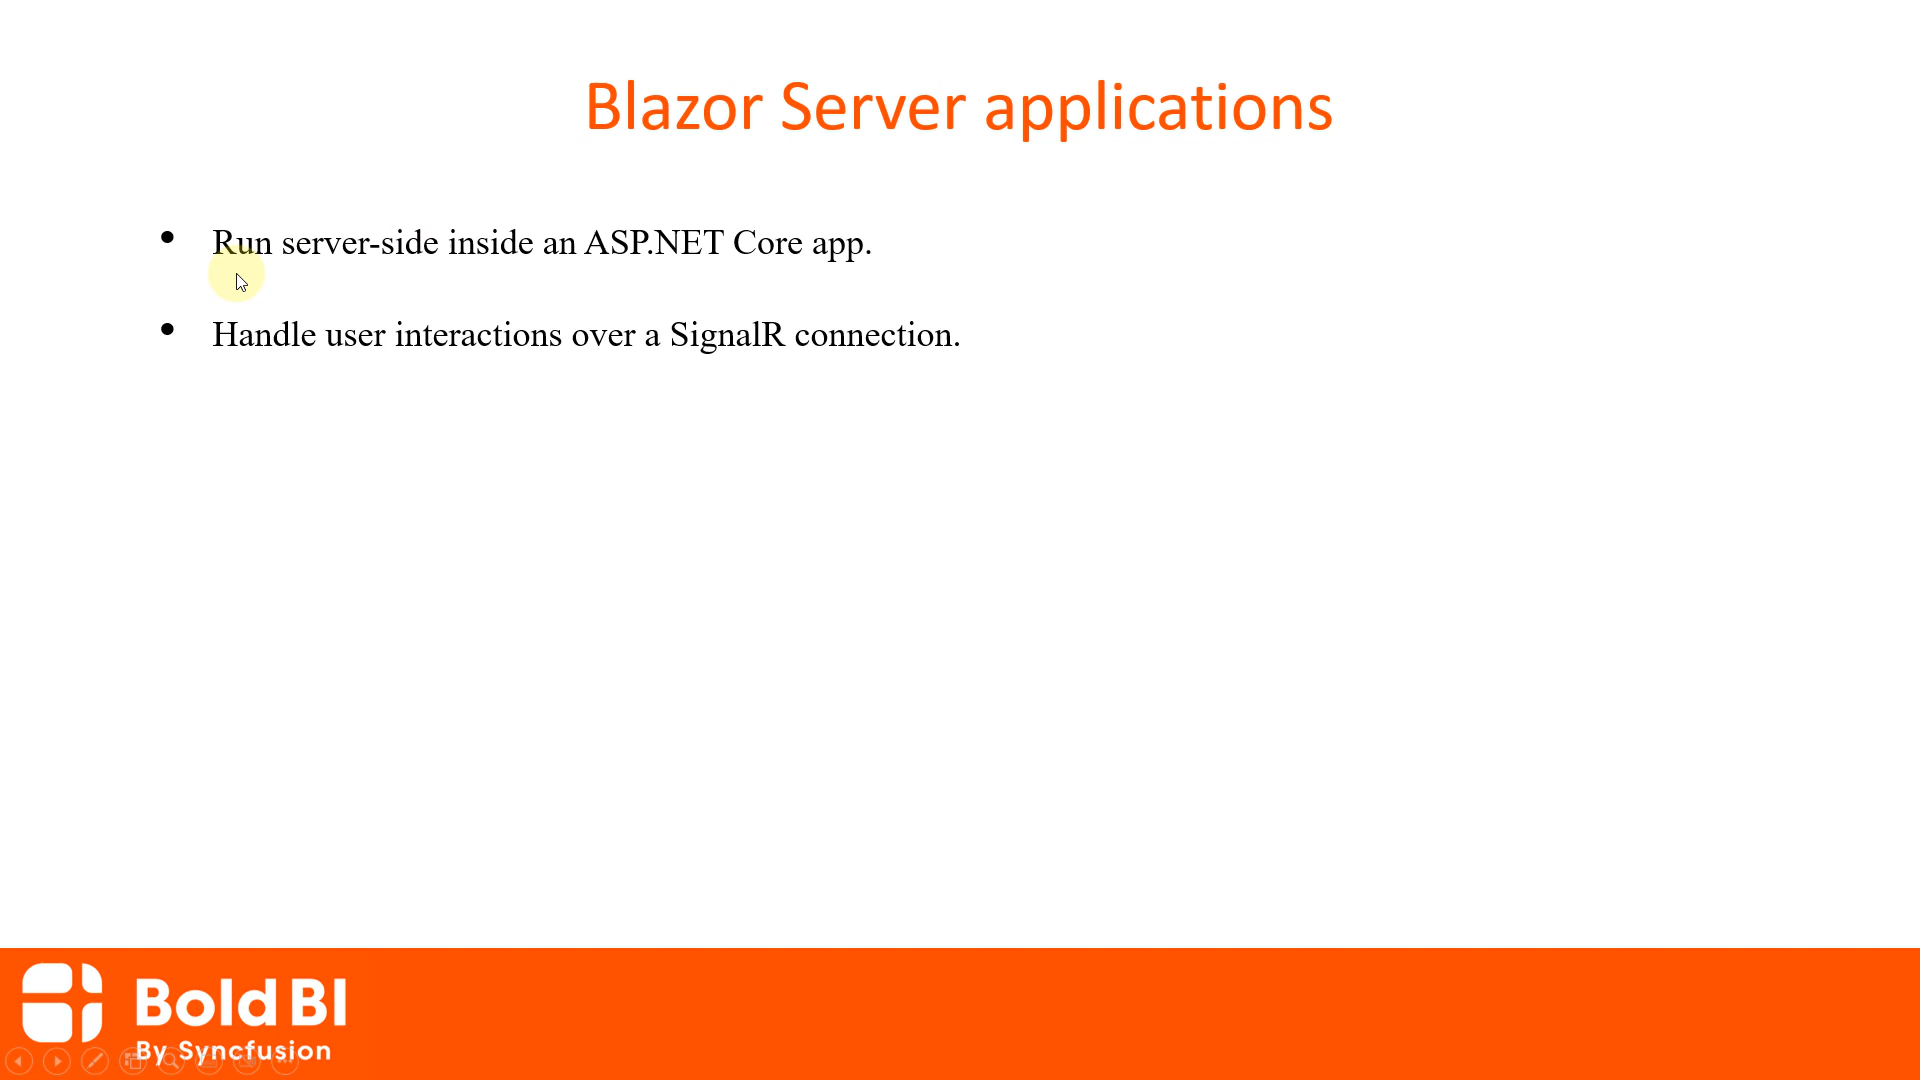 Blazor Server applications
• Run server-side inside an ASP.NET Core app.
• Handle user interactions over a SignalR connection.
Bold BI
By Syncfusion